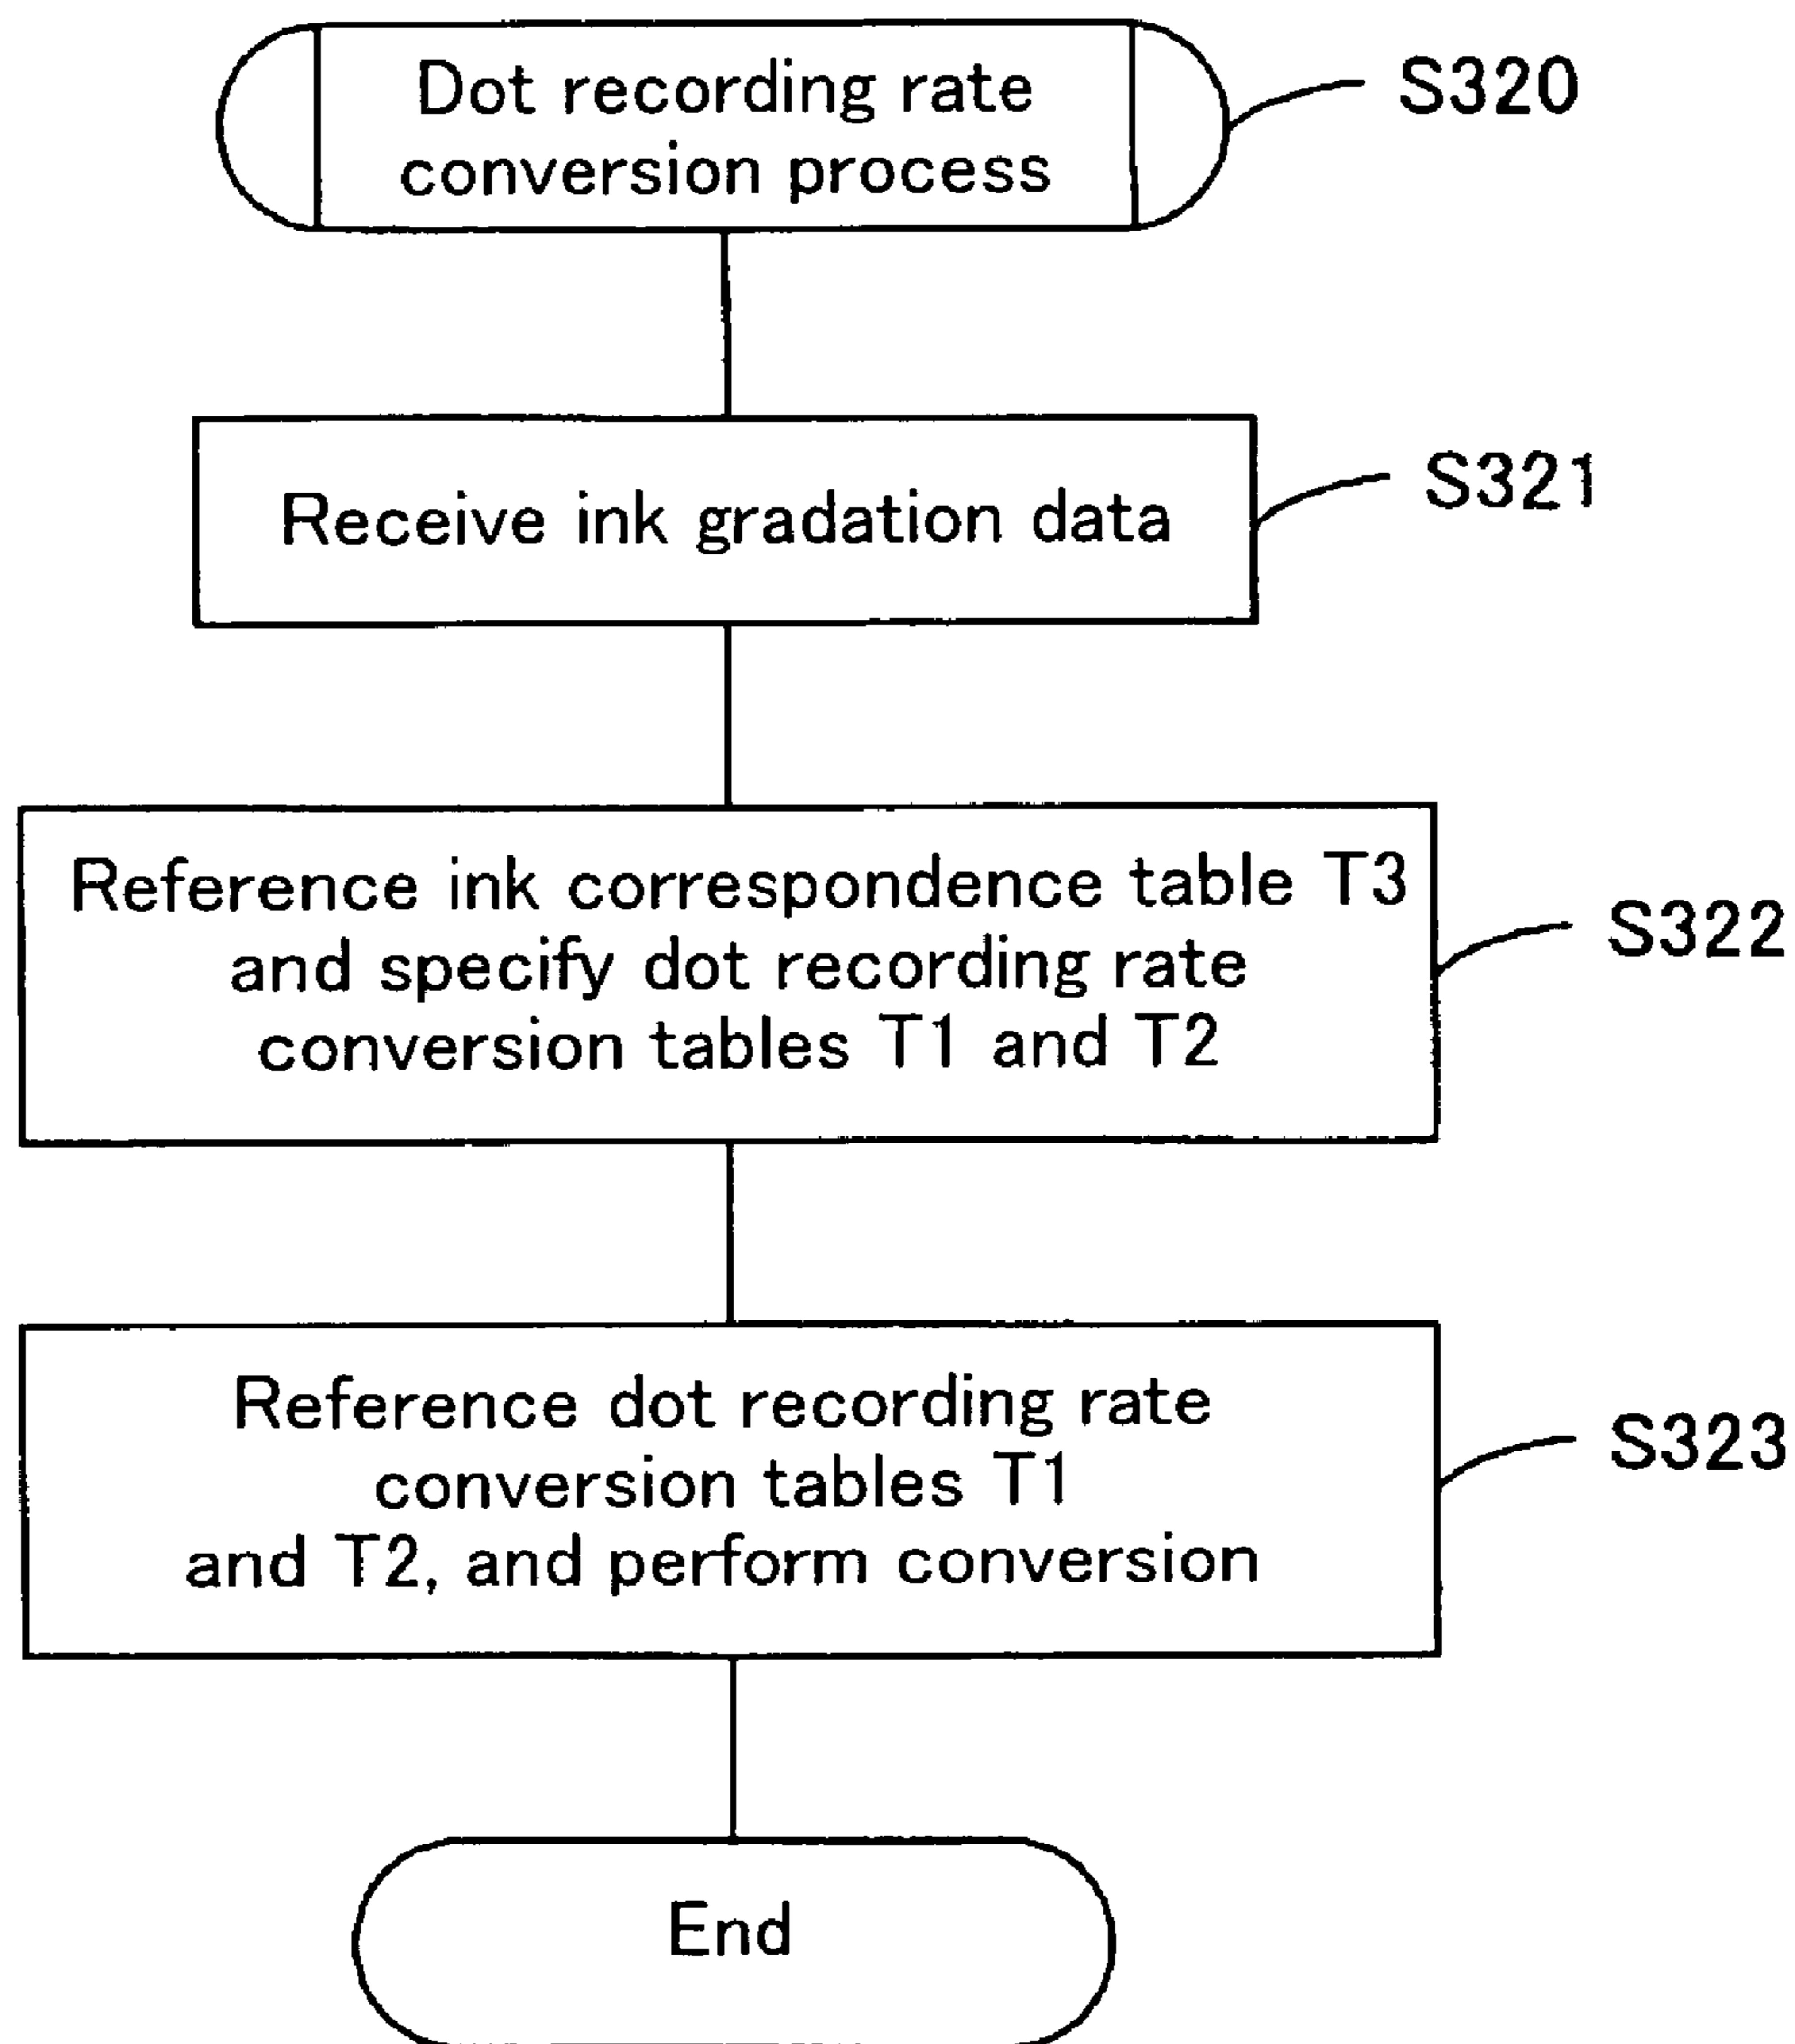 Dot recording rate
conversion process
S320
Receive ink gradation data
S321
Reference ink correspondence table T3
and specify dot recording rate
conversion tables T1 and T2
S322
Reference dot recording rate
conversion tables T1
and T2, and perform conversion
S323
End